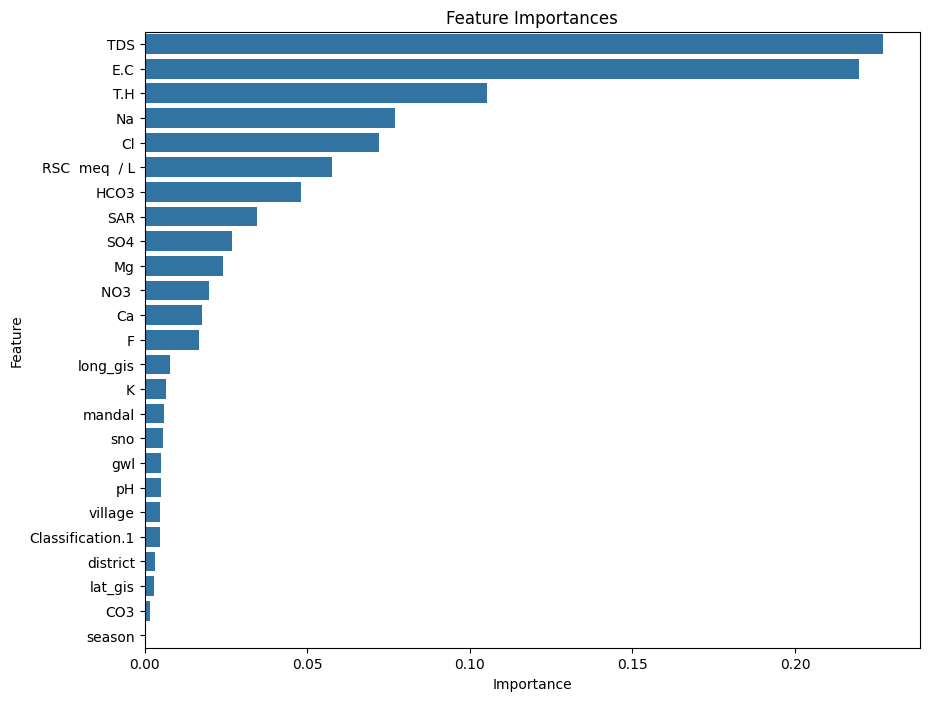 Feature Importances
Feature
TDS
E.C
T.H
Na
Cl
RSC  meq  / L
HCO3
SAR
SO4
Mg
NO3
Ca
F
long_gis
K
mandal
sno
gwl
pH
village
Classification.1
district
lat_gis
CO3
season
0.00 0.05 0.10 0.15 0.20
Importance